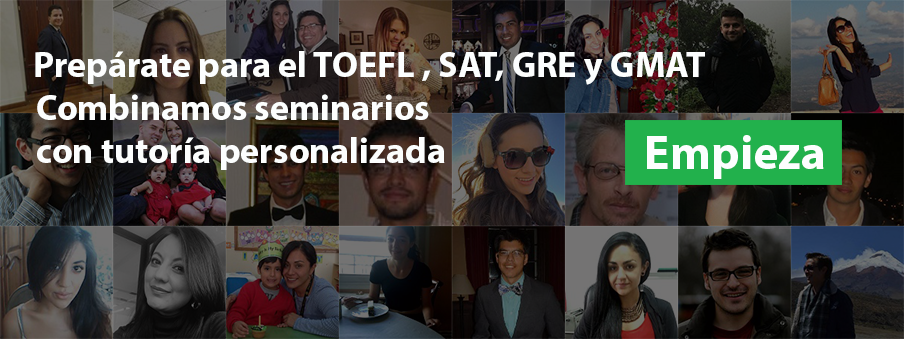 Prepárate para el TOEFL , SAT, GRE y GMAT
Combinamos seminarios
con tutoría personalizada
Empieza